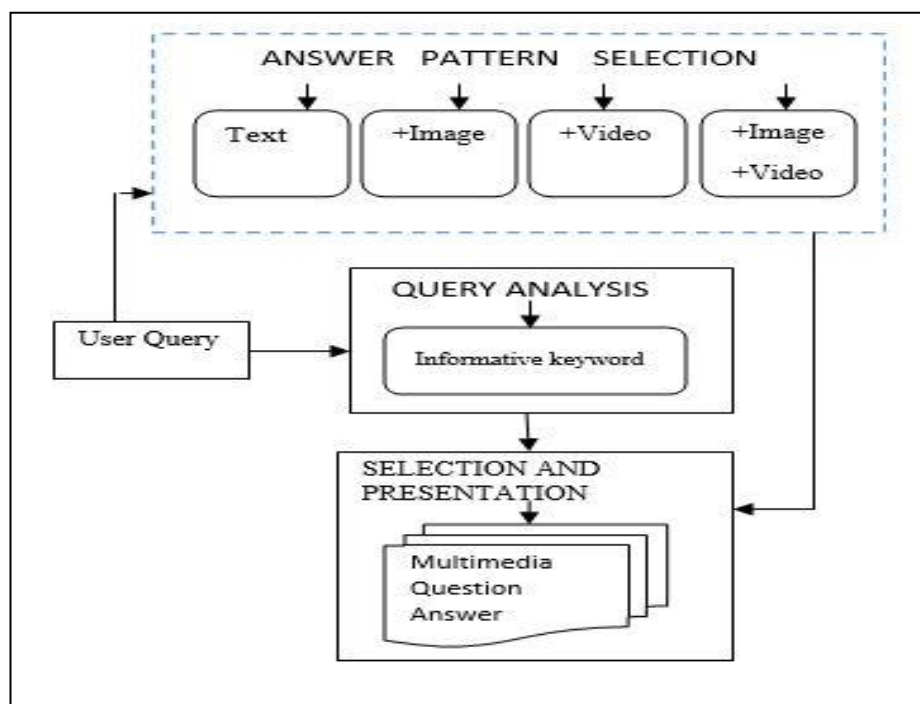 ANSWER PATTERN SELECTION
Text
+Image
+Video
+Image
+Video
QUERY ANALYSIS
User Query
Informative keyword
SELECTION AND
PRESENTATION
Multimedia
Question
Answer